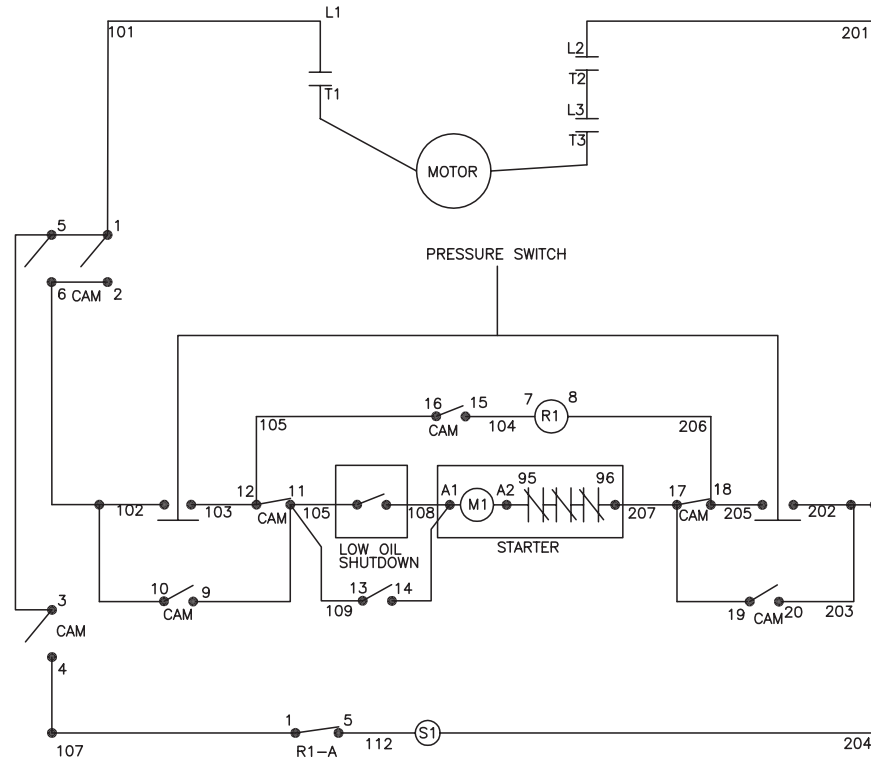 L1
101
201
L2
T1
T2
L3
T3
MOTOR
5
1
PRESSURE SWITCH
6
CAM
2
16
15
7
8
R1
105
CAM
104
206
12
11
A1
A2
95
96
17
18
M1
102
103
CAM
105
108
207
CAM
205
202
LOW OIL
SHUTDOWN
STARTER
10
9
13
14
CAM
109
19
20
203
CAM
3
CAM
4
1
5
S1
107
R1-A
112
204